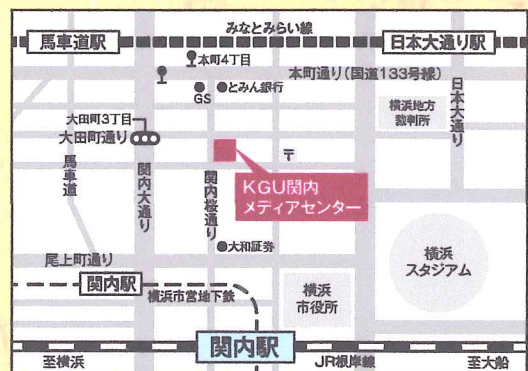 みなとみらい線
馬車道駅
日本大通り駅
本町4丁目
本町通り(国道133号線)
GS
とみん銀行
日本大通り
横浜地方
裁判所
大田町3丁目
大田町通り
馬車道
関内大通り
関内桜通り
〒
KGU関内
メディアセンター
大和証券
尾上町通り
関内駅
横浜市営地下鉄
横浜
市役所
横浜
スタジアム
関内駅
至横浜
JR根岸線
至大船